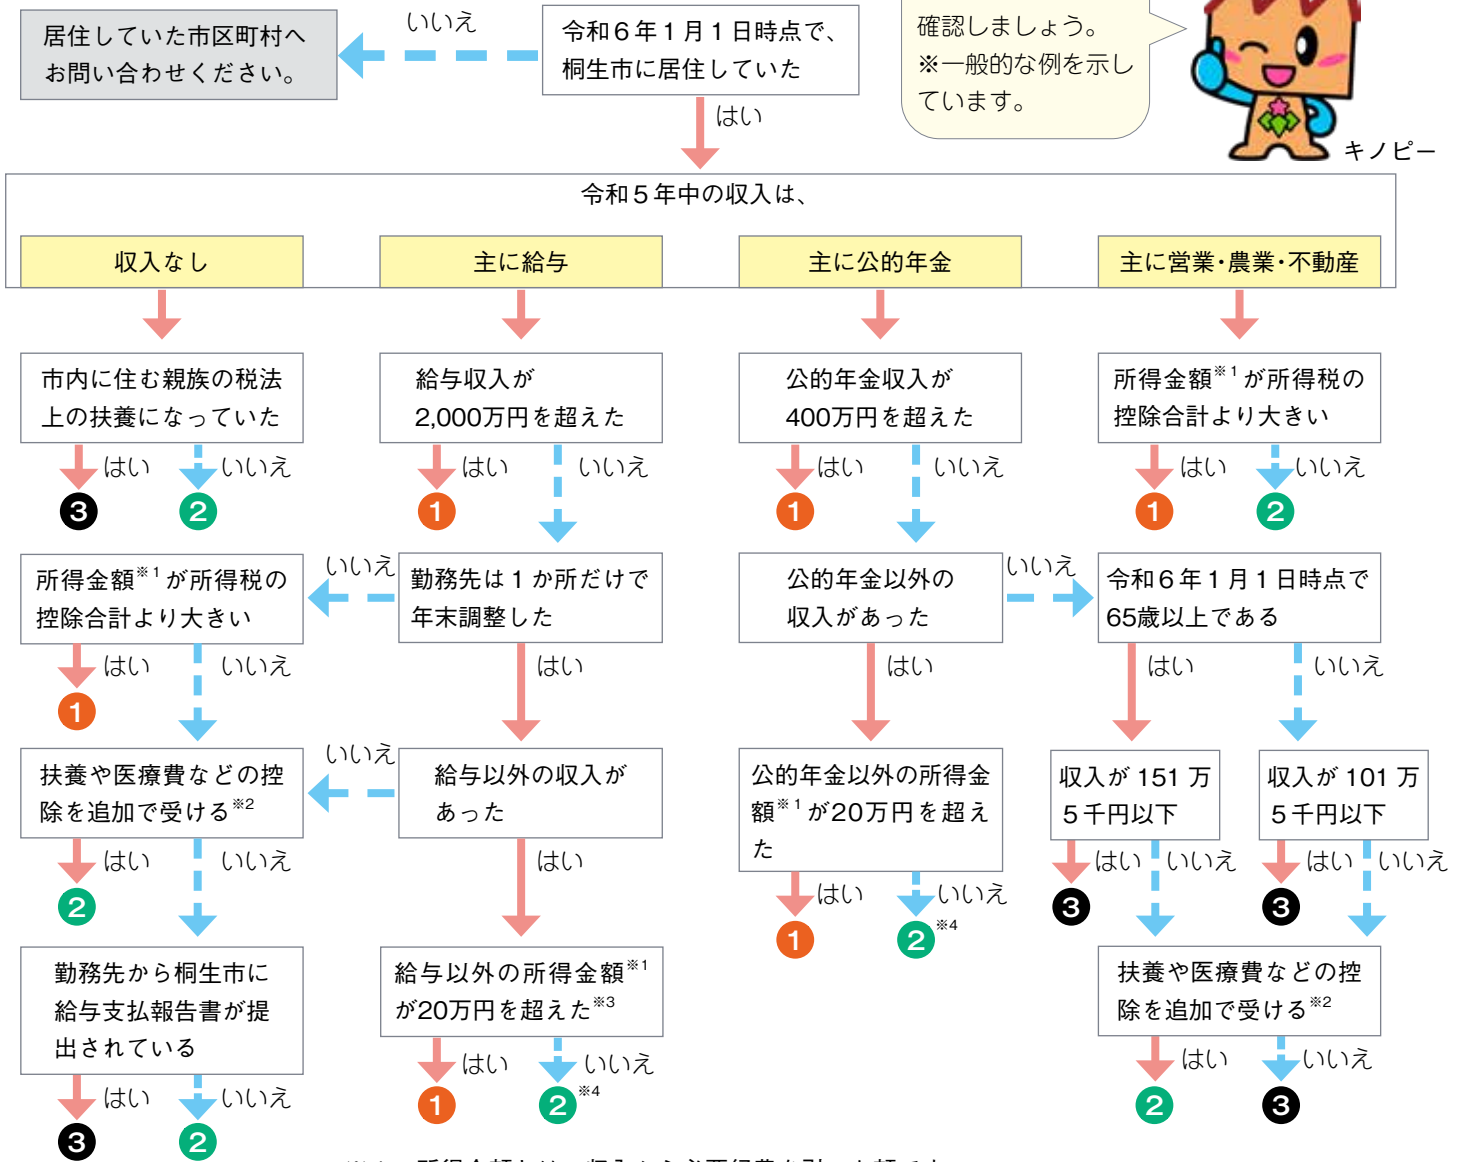 居住していた市区町村へ
お問い合わせください。
いいえ
令和6年1月1日時点で、
桐生市に居住していた
はい
確認しましょう。
※一般的な例を示し
ています。
キノピー
令和5年中の収入は、
収入なし
主に給与
主に公的年金
主に営業・農業・不動産
市内に住む親族の税法
上の扶養になっていた
給与収入が
2,000万円を超えた
公的年金収入が
400万円を超えた
所得金額※1が所得税の
控除合計より大きい
はい いいえ
はい いいえ
はい いいえ
はい いいえ
3 2
1
1
1 2
所得金額※1が所得税の
控除合計より大きい
いいえ
勤務先は1か所だけで
年末調整した
公的年金以外の
収入があった
いいえ
令和6年1月1日時点で
65歳以上である
はい いいえ
はい
はい
はい いいえ
1
扶養や医療費などの控
除を追加で受ける※2
いいえ
給与以外の収入が
あった
公的年金以外の所得金
額※1が20万円を超え
た
収入が 151 万
5千円以下
収入が 101 万
5千円以下
はい いいえ
はい
はい いいえ
はい いいえ
はい いいえ
2
1 2※4
3
3
勤務先から桐生市に
給与支払報告書が提
出されている
給与以外の所得金額※1
が20万円を超えた※3
扶養や医療費などの控
除を追加で受ける※2
はい いいえ
はい いいえ
はい いいえ
3 2
1 2※4
2 3